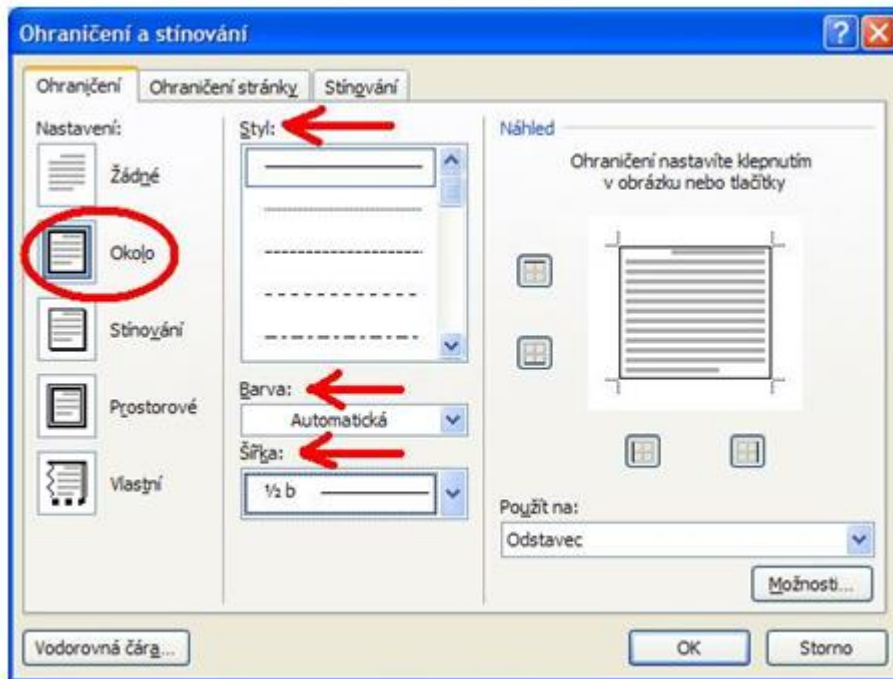 Ohraničení a stínování
Ohraničení
Ohraničení stránky
Stínování
Nastavení:
Žádné
Okolo
Stínování
Prostorové
Vlastní
Styl:
Barva:
Automatická
Šířka:
½ b
Náhled
Ohraničení nastavíte klepnutím
v obrázku nebo tlačítky
Použít na:
Odstavec
Možnosti...
Vodorovná čára...
OK
Storno